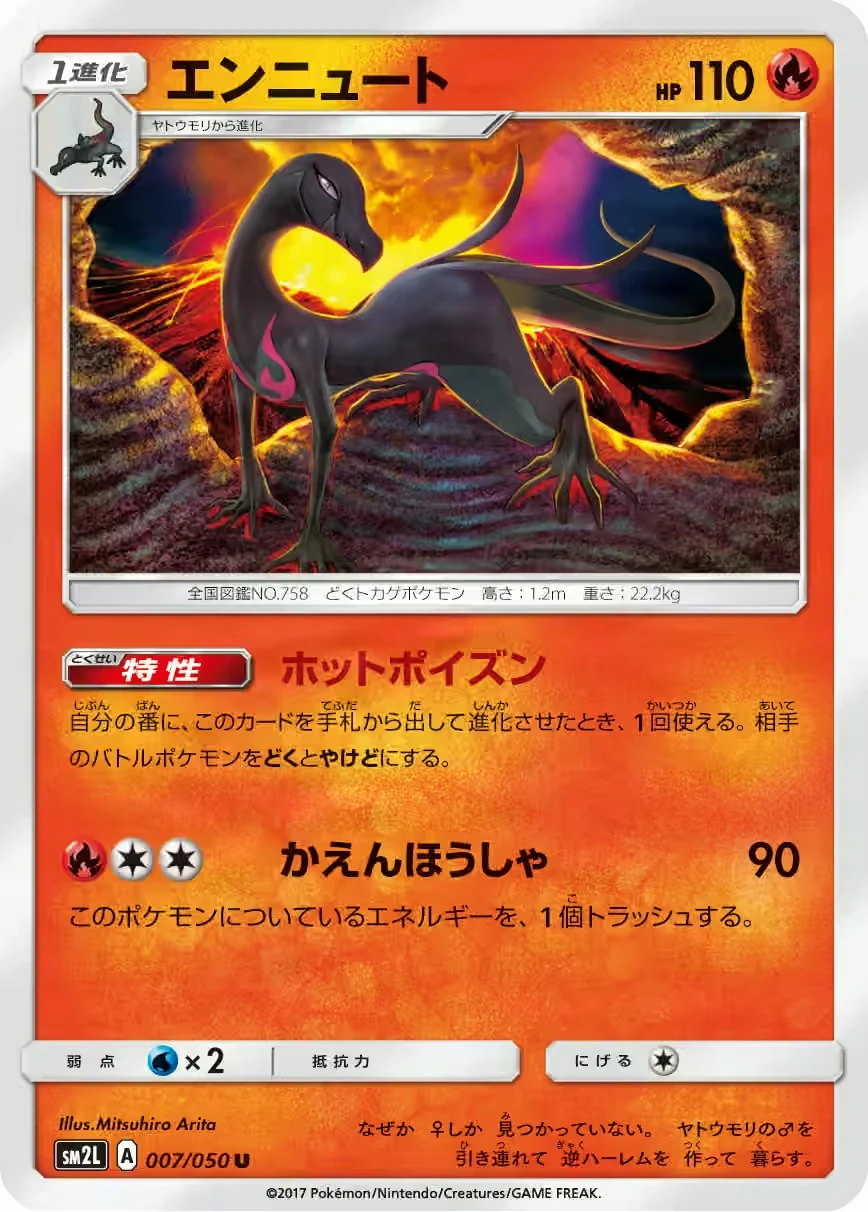 1進化 エンニュート HP 110
ヤトウモリから進化
全国図鑑NO.758 どくトカゲポケモン 高さ：1.2m 重さ：22.2kg
とくせい 特性 ホットポイズン
自分の番に、このカードを手札から出して進化させたとき、1回使える。相手
のバトルポケモンをどくとやけどにする。
かえんほうしゃ 90
このポケモンについているエネルギーを、1個トラッシュする。
弱点 ×2 抵抗力 にげる
Illus.Mitsuhiro Arita
なぜか ♀しか 見つかっていない。 ヤトウモリの♂を
引き連れて 逆ハーレムを 作って 暮らす。
SM2L A 007/050 U
©2017 Pokémon/Nintendo/Creatures/GAME FREAK.